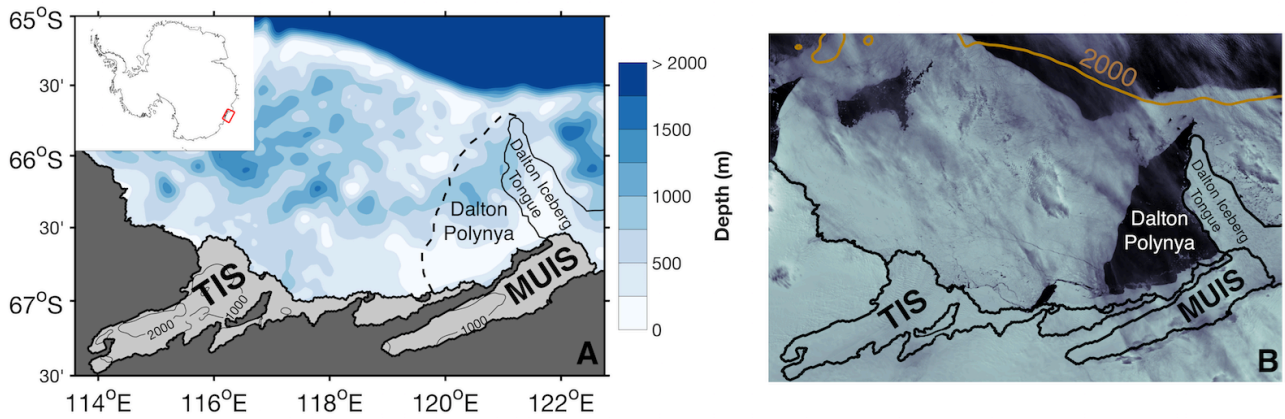 65°S
30'
66°S
30'
67°S
30'
114°E
116°E
118°E
120°E
122°E
Dalton Iceberg
Tongue
Dalton
Polynya
TIS
MUIS
2000
1000
1000
A
> 2000
1500
1000
500
0
Depth (m)
2000
Dalton Iceberg
Tongue
Dalton
Polynya
TIS
MUIS
B